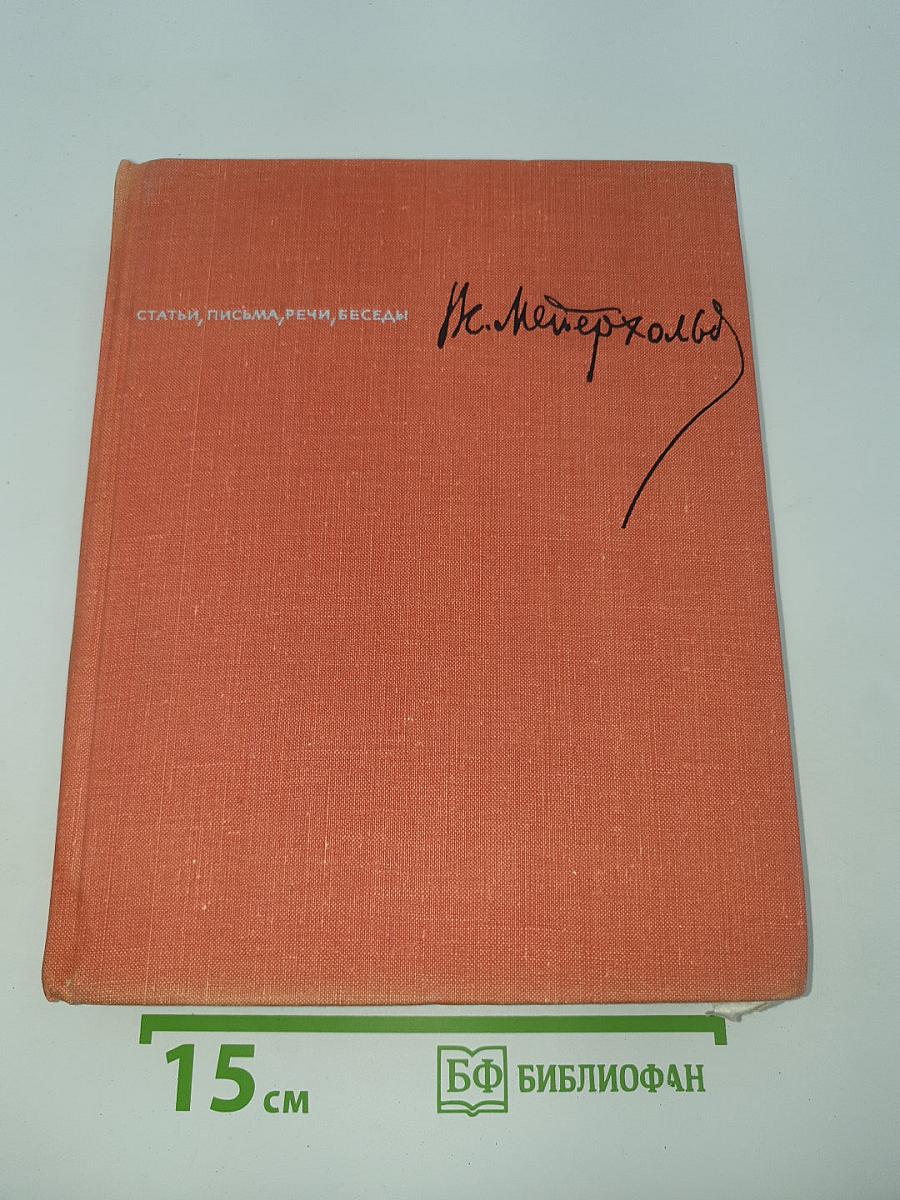 СТАТЬИ, ПИСЬМА, РЕЧИ, БЕСЕДЫ
Вс. Мейерхольд
15 см
БФ БИБЛИОФАН